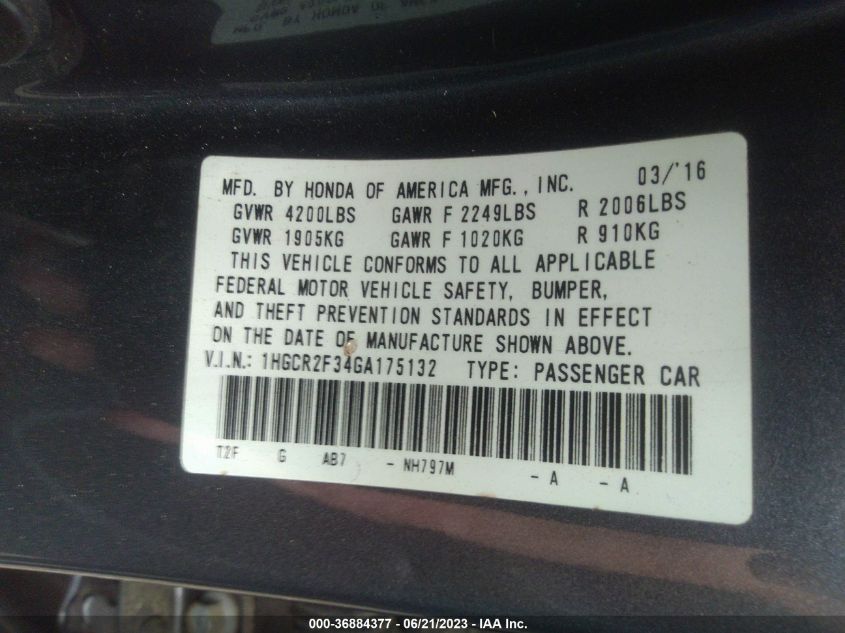 MFD. BY HONDA OF AMERICA MFG., INC. 03/'16
GVWR 4200LBS GAWR F 2249LBS R 2006LBS
GVWR 1905KG GAWR F 1020KG R 910KG
THIS VEHICLE CONFORMS TO ALL APPLICABLE
FEDERAL MOTOR VEHICLE SAFETY, BUMPER,
AND THEFT PREVENTION STANDARDS IN EFFECT
ON THE DATE OF MANUFACTURE SHOWN ABOVE.
V.I.N.: 1HGCR2F34GA175132 TYPE: PASSENGER CAR
T2F G AB7 - NH797M - A - A
000-36884377 - 06/21/2023 - IAA Inc.